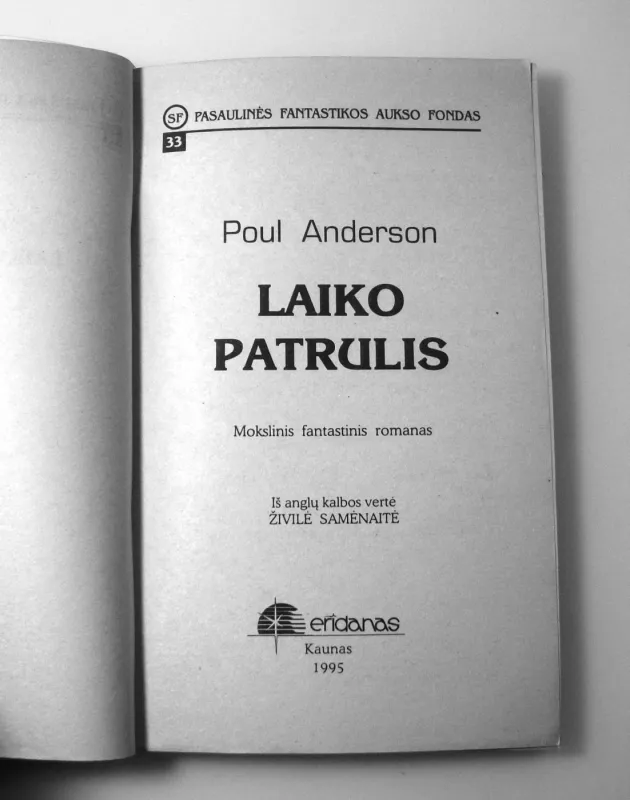 SF PASAULINĖS FANTASTIKOS AUKSO FONDAS
33
Poul Anderson
LAIKO
PATRULIS
Mokslinis fantastinis romanas
Iš anglų kalbos vertė
ŽIVILĖ SAMĖNAITĖ
eridanas
Kaunas
1995